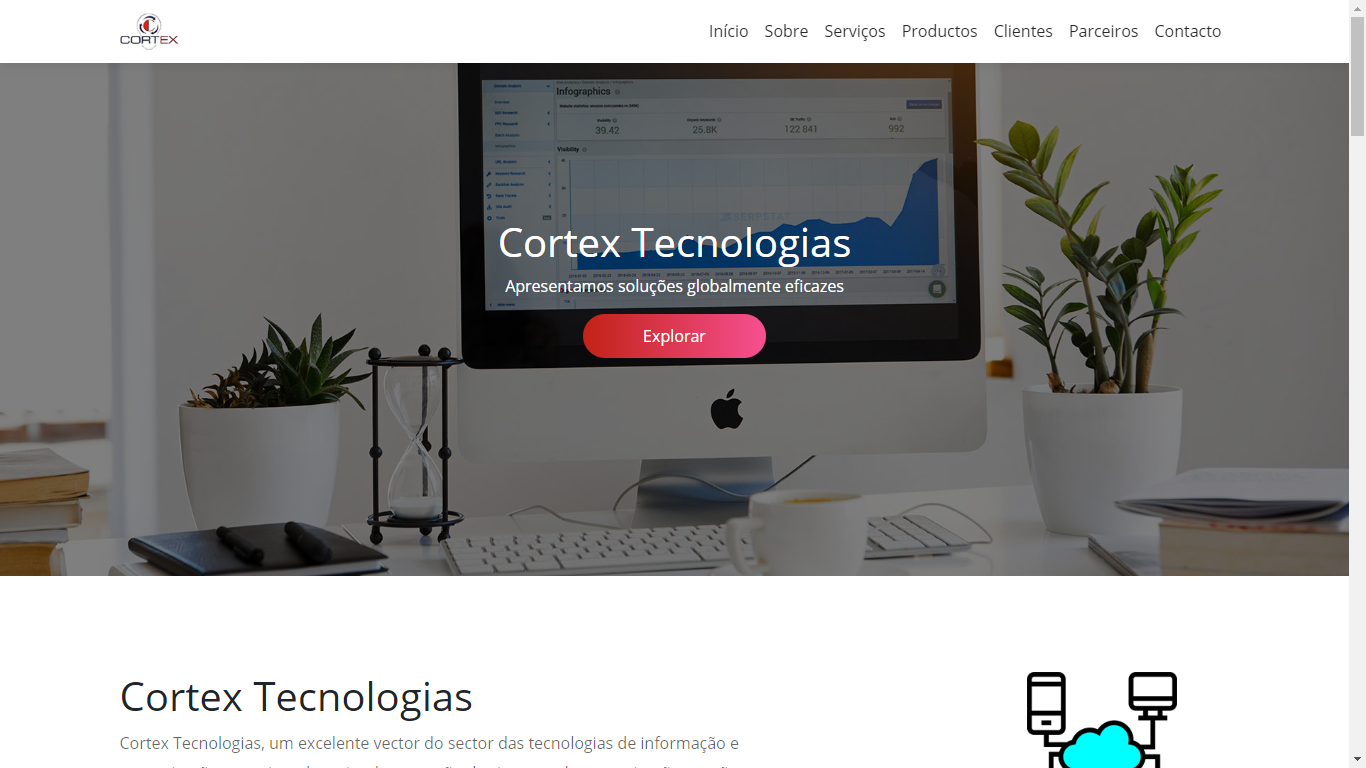 CORTEX
Início Sobre Serviços Productos Clientes Parceiros Contacto
Infographics
Visibility
39.42
25.8K
122 841
992
Visibility
SERPSTAT
Cortex Tecnologias
Apresentamos soluções globalmente eficazes
Explorar
Cortex Tecnologias
Cortex Tecnologias, um excelente vector do sector das tecnologias de informação e